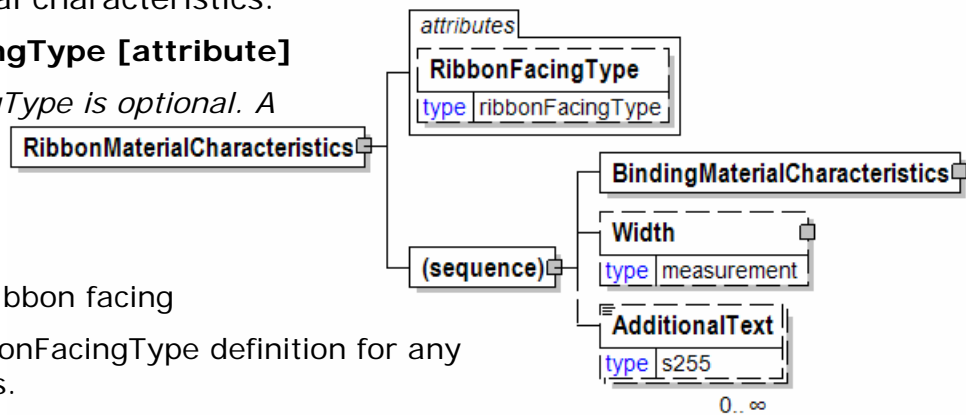 al characteristics.
ngType [attribute]
gType is optional. A
ibbon facing
onFacingType definition for any
s.
attributes
RibbonFacingType
type ribbonFacingType
RibbonMaterialCharacteristics
(sequence)
BindingMaterialCharacteristics
Width
type measurement
AdditionalText
type s255
0.. ∞